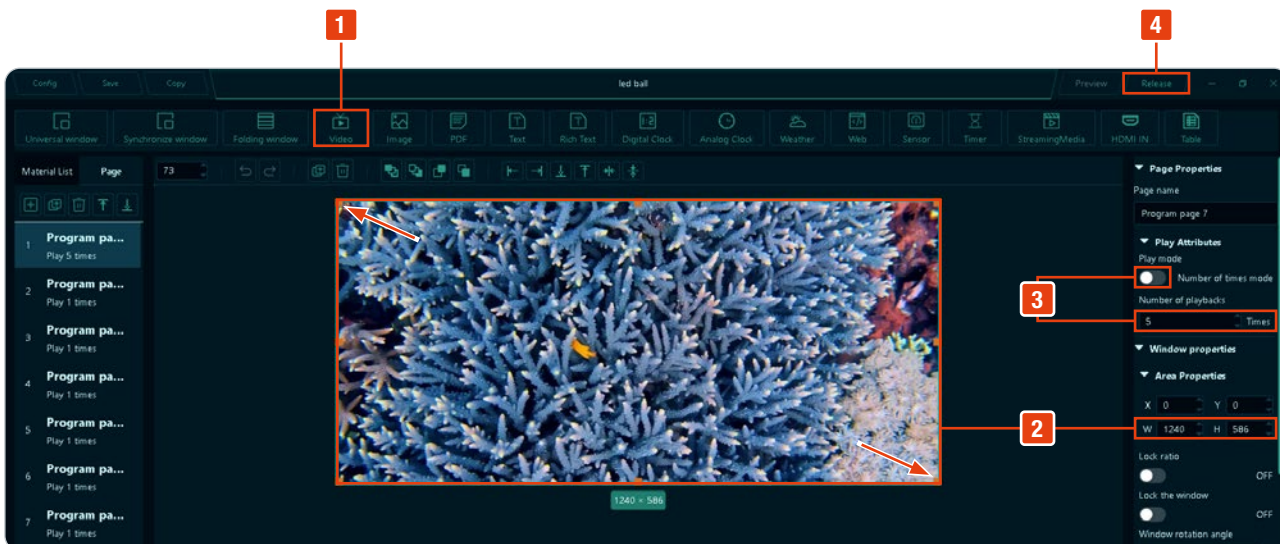 1
4
Config Save Copy led ball Preview Release
Universal window Synchronize window Folding window Video Image PDF Text Rich Text Digital Clock Analog Clock Weather Web Sensor Timer StreamingMedia HDMI IN Table
Material List Page 73
Page Properties
Page name
Program page 7
Play Attributes
Play mode
Number of times mode
3
Number of playbacks
5 Times
Window properties
Area Properties
X 0 Y 0
2
W 1240 H 586
Lock ratio
OFF
Lock the window
OFF
Window rotation angle
1 Program pa...
Play 5 times
2 Program pa...
Play 1 times
3 Program pa...
Play 1 times
4 Program pa...
Play 1 times
5 Program pa...
Play 1 times
6 Program pa...
Play 1 times
7 Program pa...
Play 1 times
1240 × 586